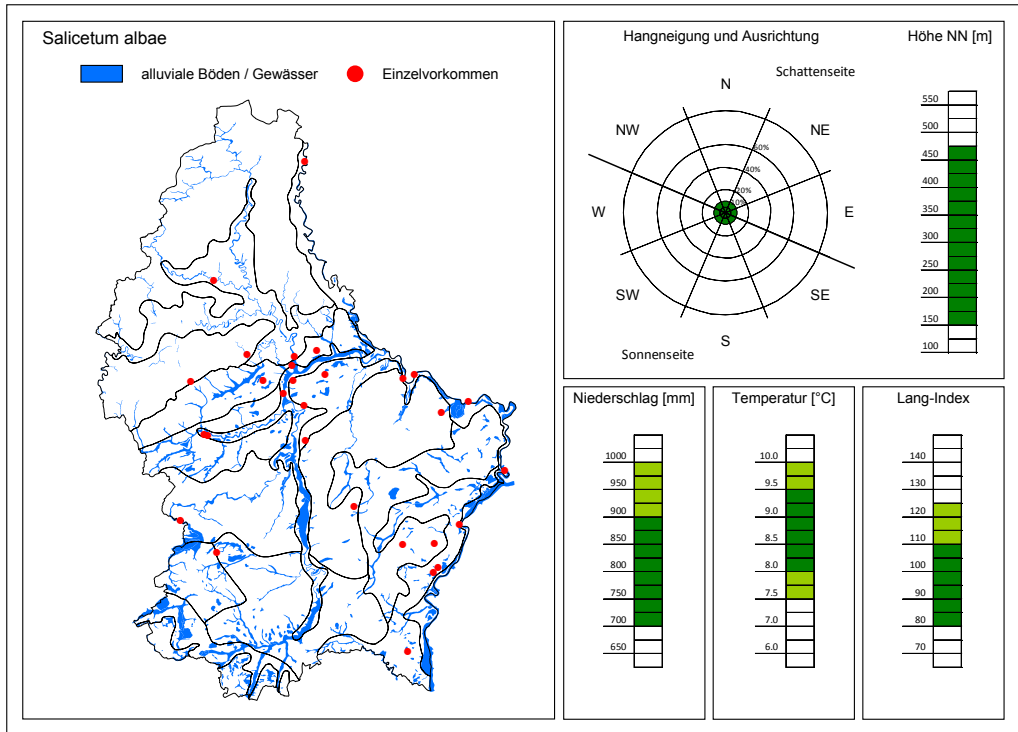 Salicetum albae
alluviale Böden / Gewässer
Einzelvorkommen
Hangneigung und Ausrichtung
Schattenseite
N
NW
NE
60%
40%
20%
10%
W
E
SW
SE
S
Sonnenseite
Höhe NN [m]
550
500
450
400
350
300
250
200
150
100
Niederschlag [mm]
1000
950
900
850
800
750
700
650
Temperatur [°C]
10.0
9.5
9.0
8.5
8.0
7.5
7.0
6.0
Lang-Index
140
130
120
110
100
90
80
70